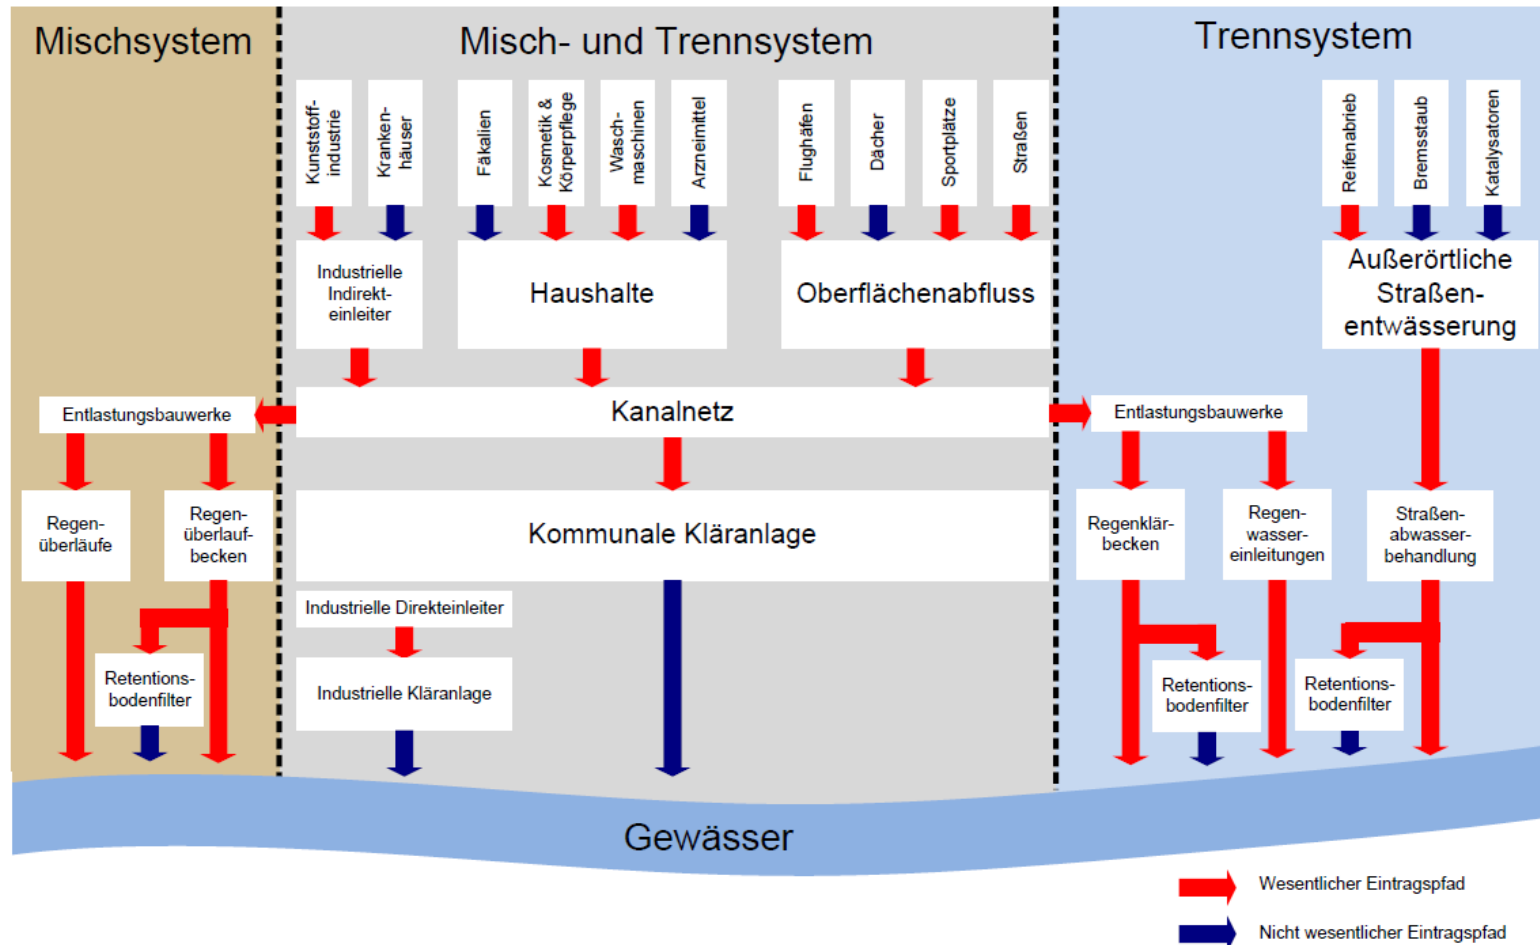 Mischsystem
Misch- und Trennsystem
Trennsystem
Kunststoff-
industrie
Kranken-
häuser
Fäkalien
Kosmetik &
Körperpflege
Wasch-
maschinen
Arzneimittel
Flughäfen
Dächer
Sportplätze
Straßen
Reifenabrieb
Bremsstaub
Katalysatoren
Industrielle
Indirekt-
einleiter
Haushalte
Oberflächenabfluss
Außerörtliche
Straßen-
entwässerung
Entlastungsbauwerke
Kanalnetz
Entlastungsbauwerke
Regen-
überläufe
Regen-
überlauf-
becken
Kommunale Kläranlage
Regenklär-
becken
Regen-
wasser-
einleitungen
Straßen-
abwasser-
behandlung
Industrielle Direkteinleiter
Retentions-
bodenfilter
Industrielle Kläranlage
Retentions-
bodenfilter
Retentions-
bodenfilter
Gewässer
Wesentlicher Eintragspfad
Nicht wesentlicher Eintragspfad